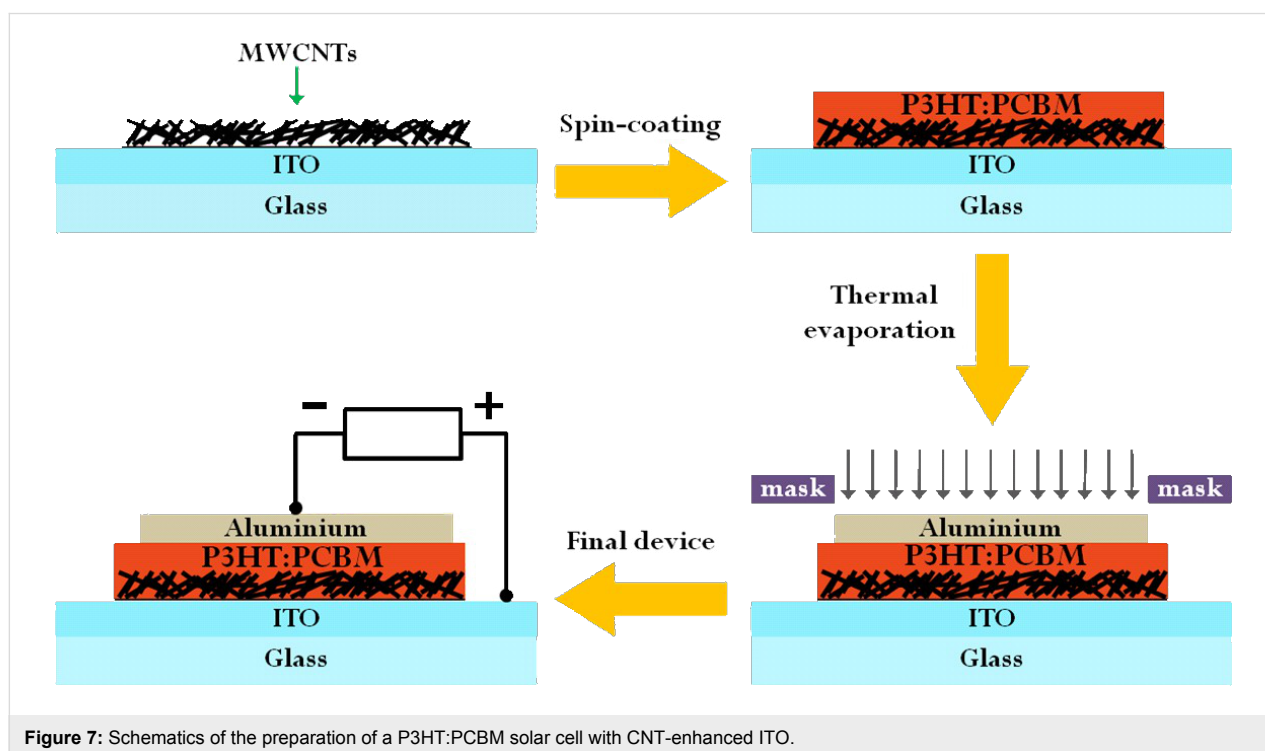 MWCNTs
ITO
Glass
Spin-coating
P3HT:PCBM
ITO
Glass
Thermal
evaporation
mask
mask
Aluminium
P3HT:PCBM
ITO
Glass
Final device
- +
Aluminium
P3HT:PCBM
ITO
Glass
Figure 7: Schematics of the preparation of a P3HT:PCBM solar cell with CNT-enhanced ITO.